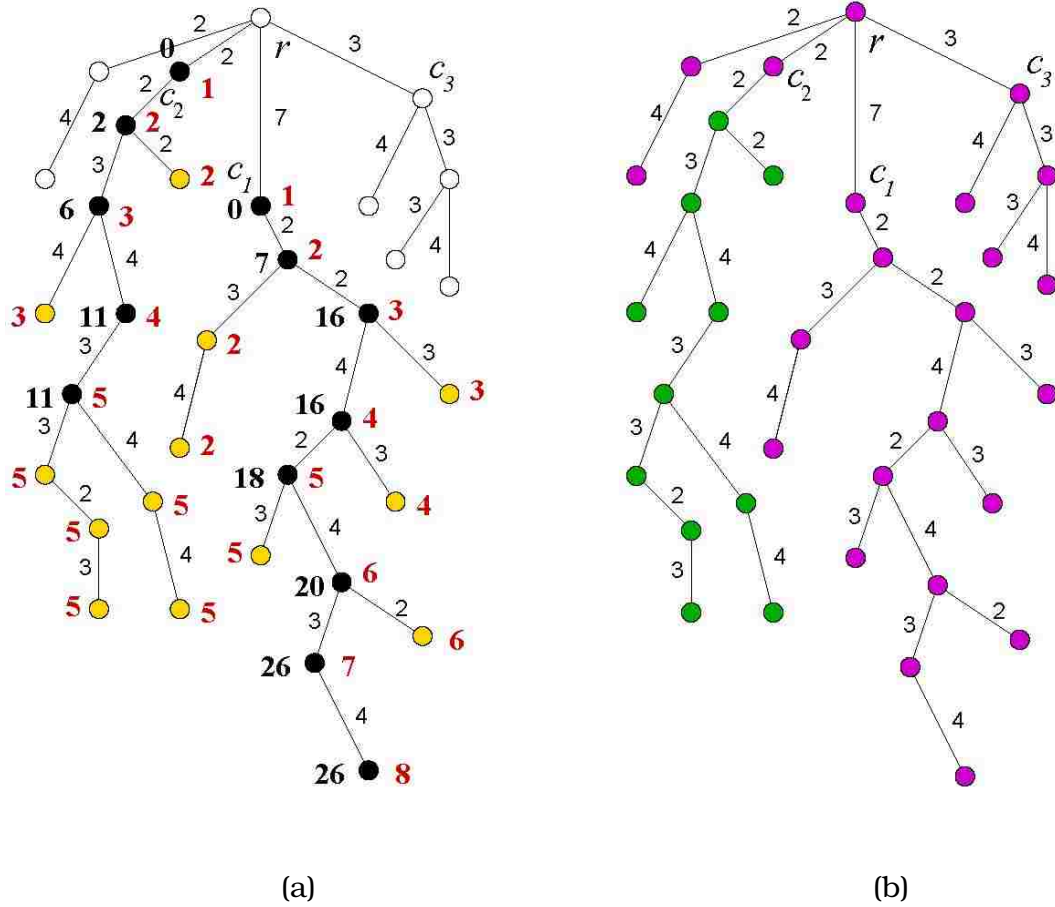 2
0 2 r 3
2 1 c3
c2
4 2 2 2 7 4 3
3 2 c1 1
6 3 0 2 3
4 4 7 2 2 4
3 11 4 3 16 3
3 2 4 3
11 5 4 3
3 4 2 16 4
2 18 2 5 3 4
5 5 3 4
5 3 4 5 6
5 5 20 2
3 6
26 7
4
26 8
(a)
2
2 r 3
2 c2 c3
4 2 7 4 3
3 c1
2 3
4 4 2 4
3
3 3
4 4
3 4 2 3
2 3 4
3 4
2
3
4
(b)